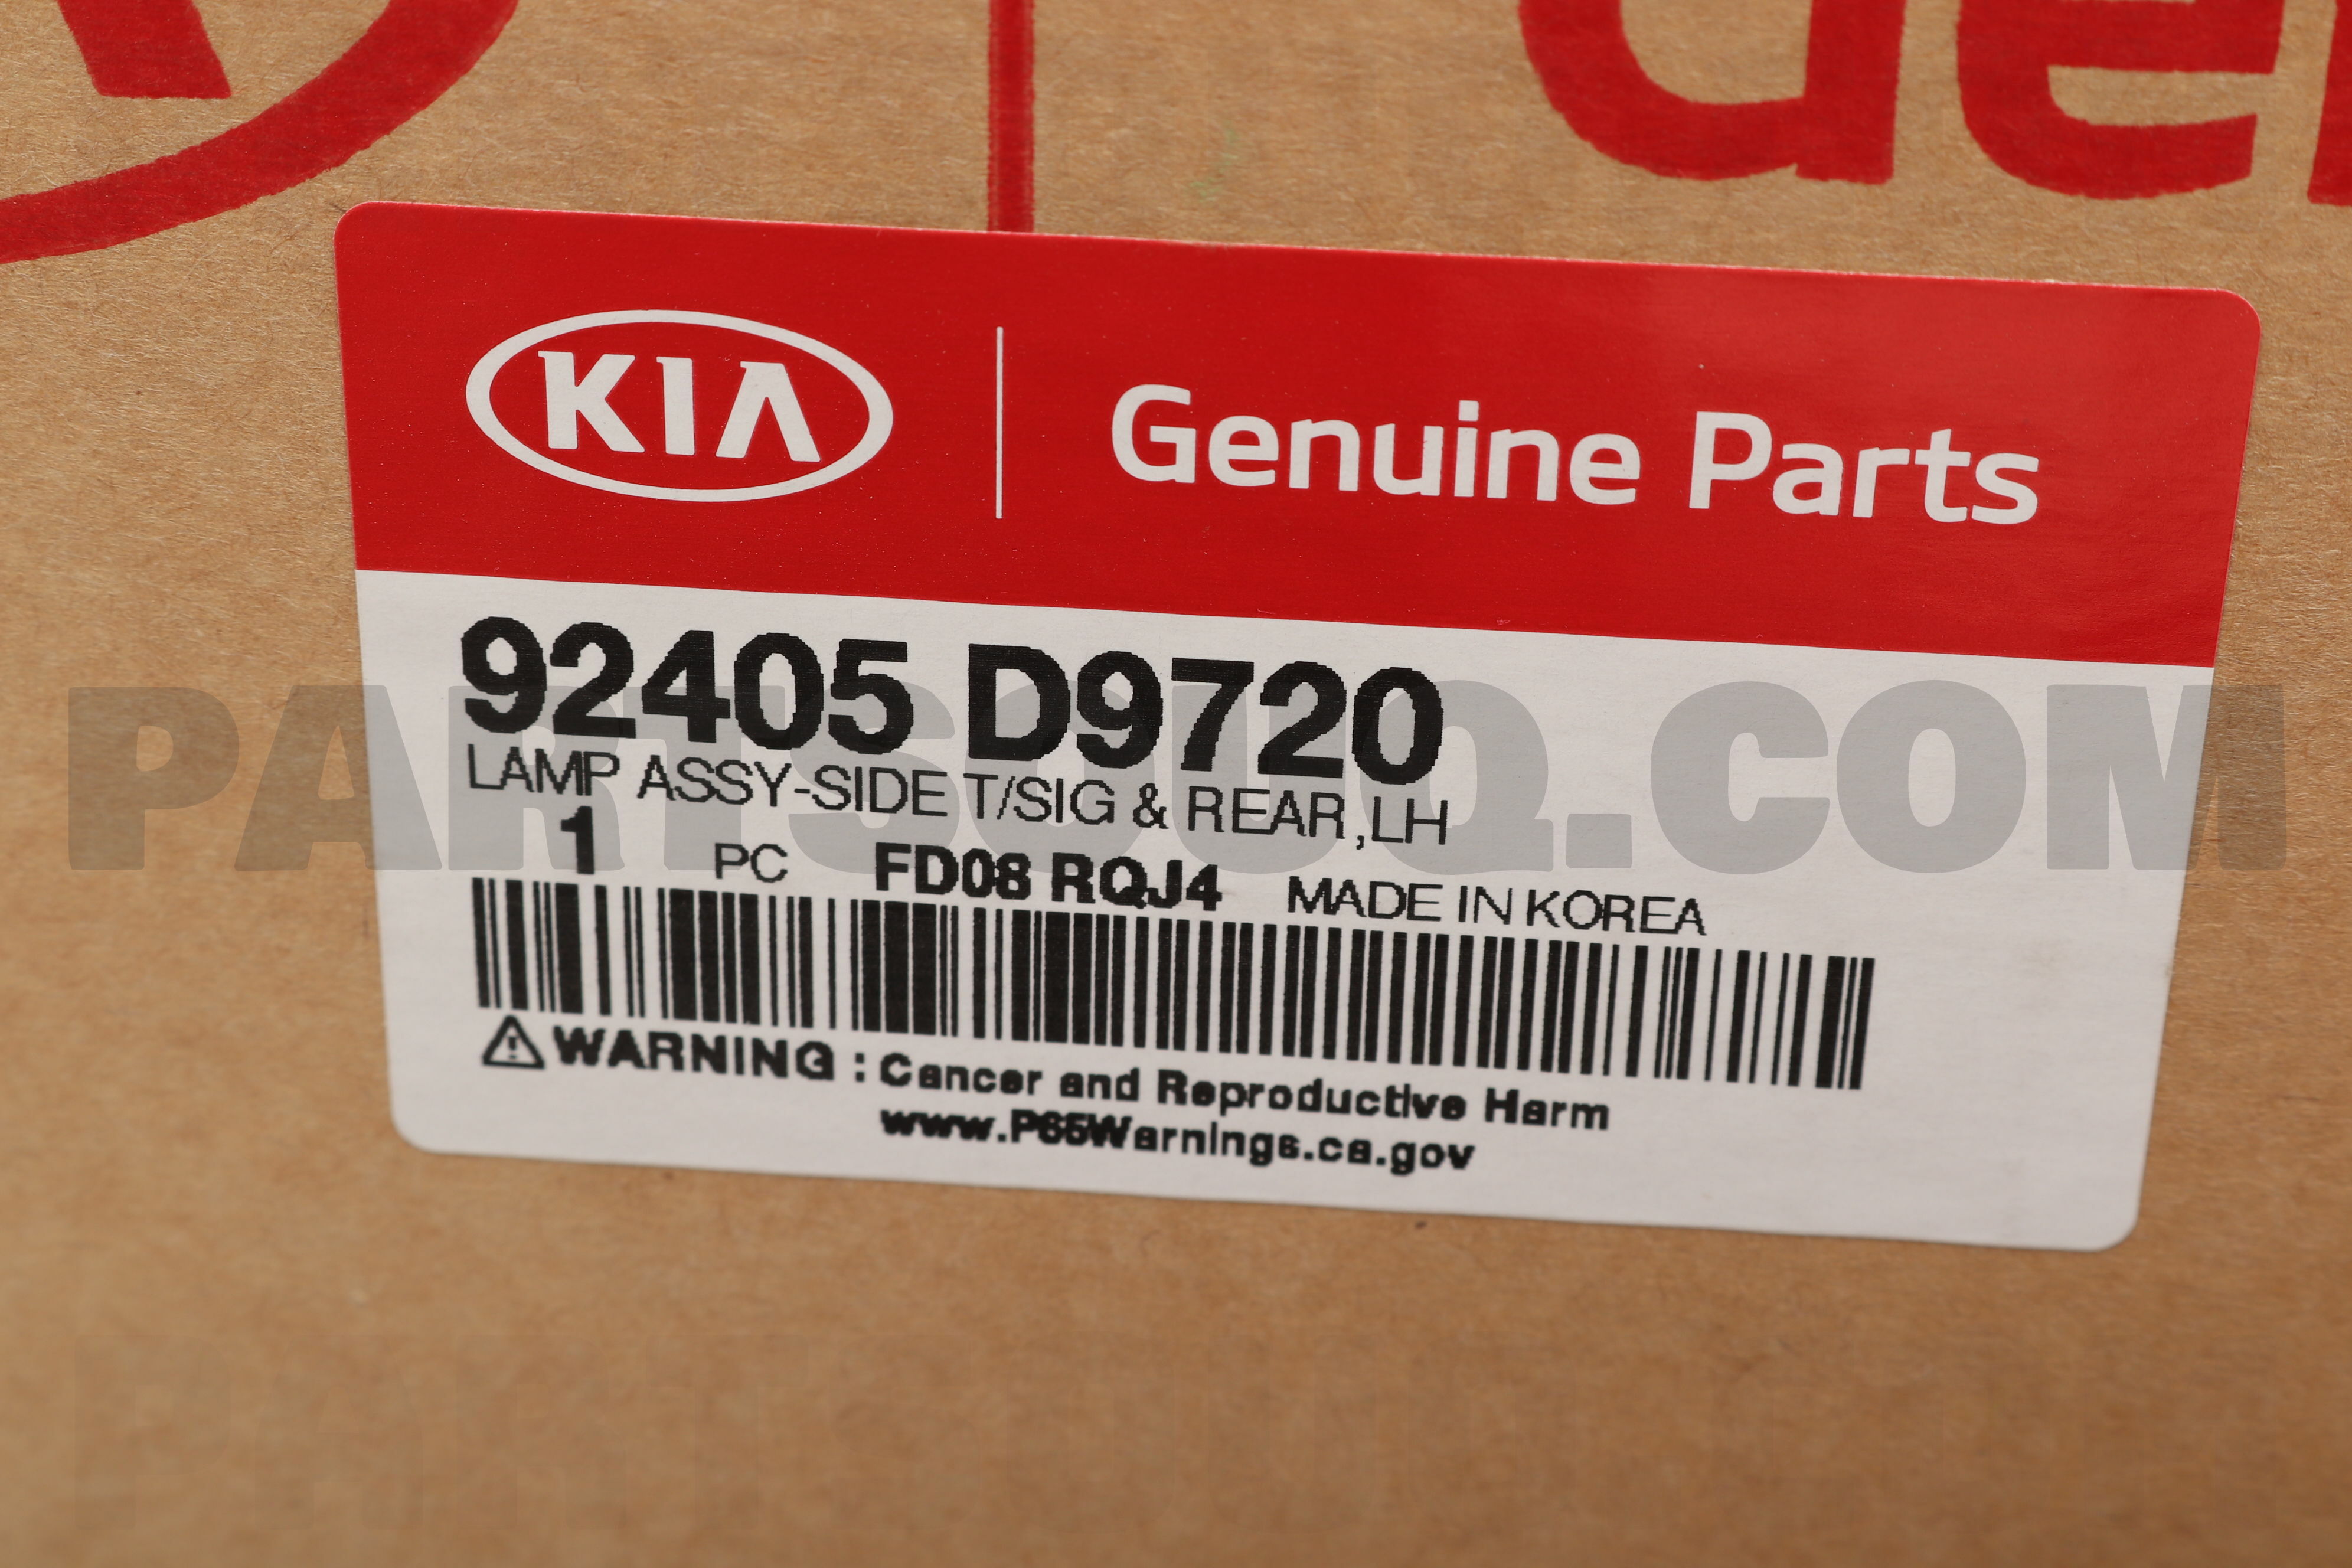 KIA Genuine Parts
92405 D9720
LAMP ASSY-SIDE T/SIG & REAR,LH
1 PC FD08 RQJ4 MADE IN KOREA
WARNING : Cancer and Reproductive Harm
www.P65Warnings.ca.gov
PARTSOUQ.COM